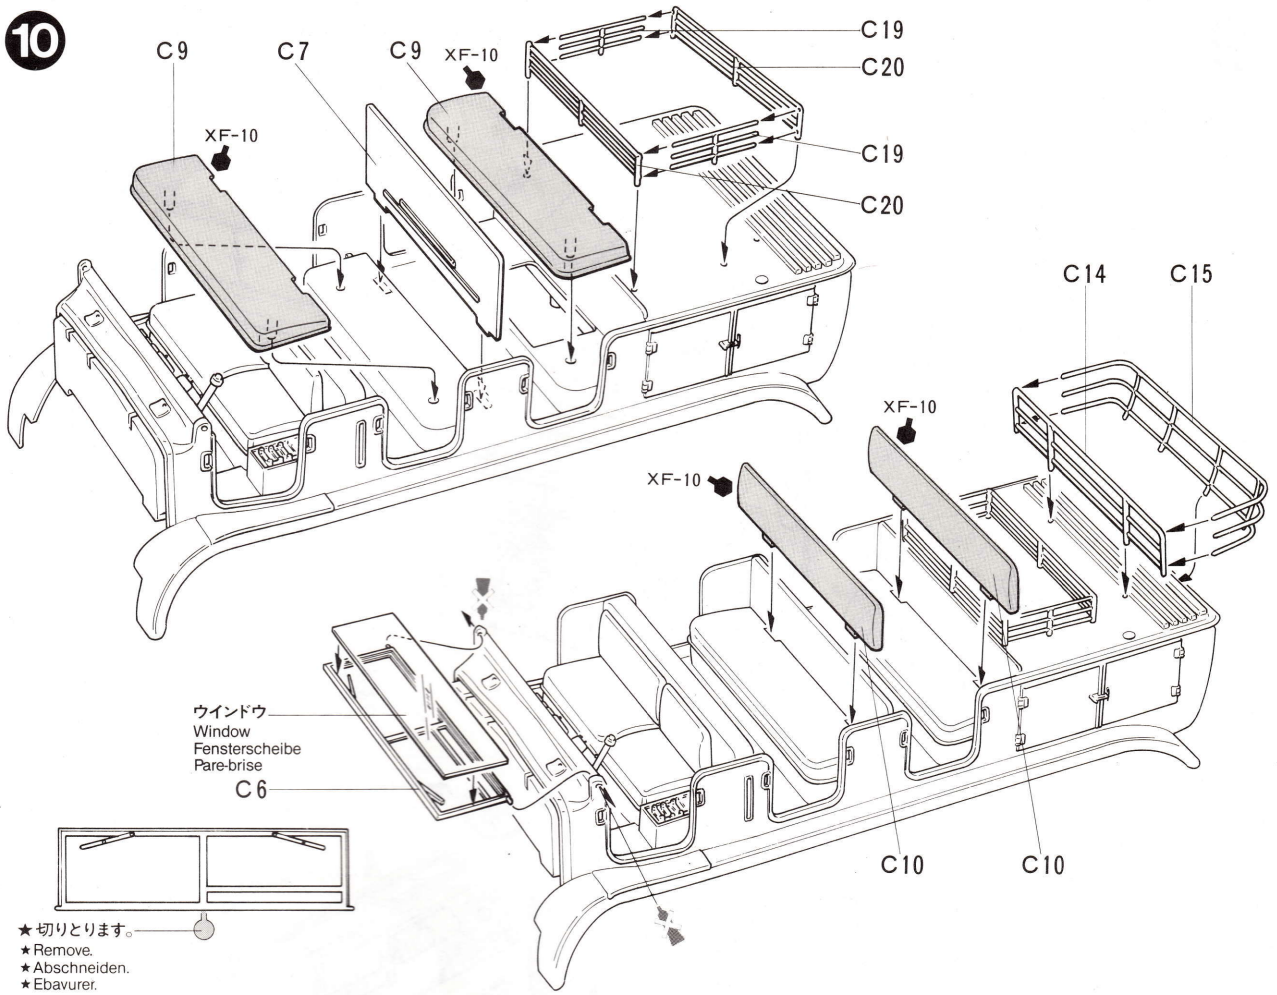 10
C9
C7
C9
XF-10
C19
C20
XF-10
C19
C20
C14
C15
XF-10
XF-10
ウインドウ
Window
Fensterscheibe
Pare-brise
C6
C10
C10
★切りとります。
★Remove.
★Abschneiden.
★Ebavurer.